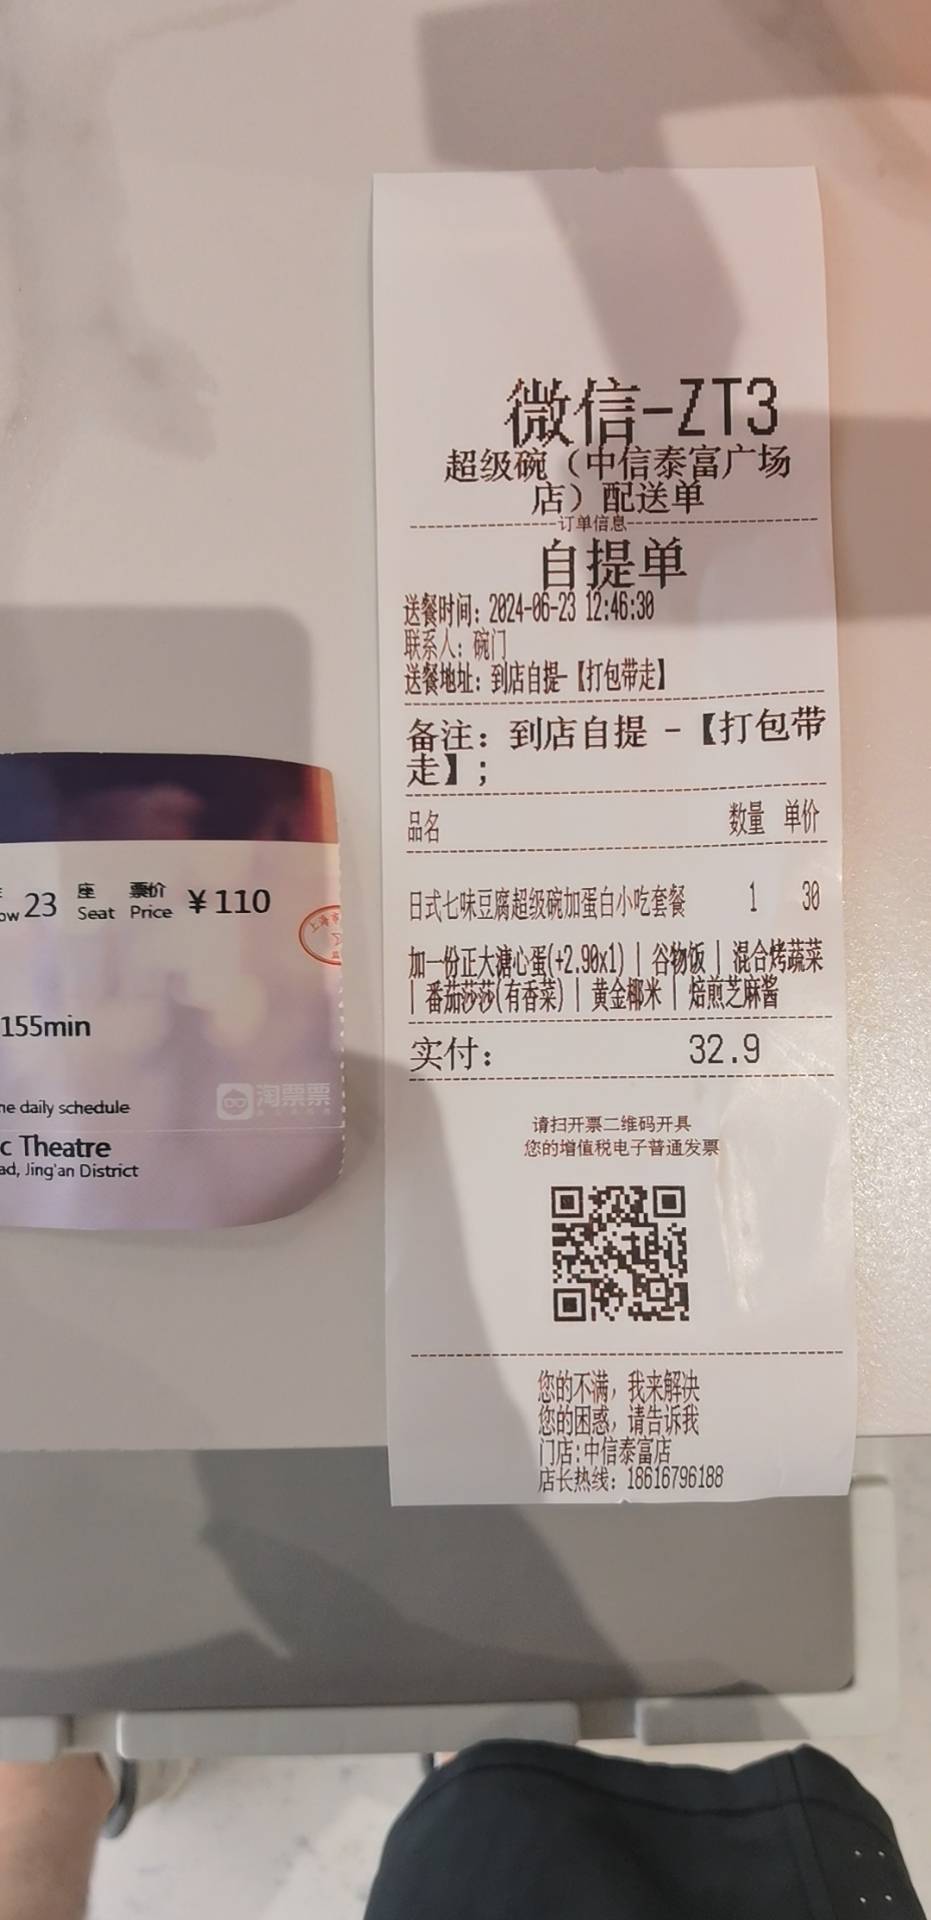 微信-ZT3
超级碗（中信泰富广场
店）配送单
订单信息
自提单
送餐时间：2024-06-23 12:46:30
联系人：碗门
送餐地址：到店自提-【打包带走】
备注：到店自提 -【打包带
走】；
品名 数量 单价
日式七味豆腐超级碗加蛋白小吃套餐 1 30
加一份正大溏心蛋(+2.90x1) | 谷物饭 | 混合烤蔬菜
| 番茄莎莎(有香菜) | 黄金椰米 | 焙煎芝麻酱
实付： 32.9
请扫开票二维码开具
您的增值税电子普通发票
您的不满，我来解决
您的困惑，请告诉我
门店:中信泰富店
店长热线：18616796188
ow 23 座 Seat 票价 Price ￥110
155min
淘票票
he daily schedule
c Theatre
ad, Jing'an District